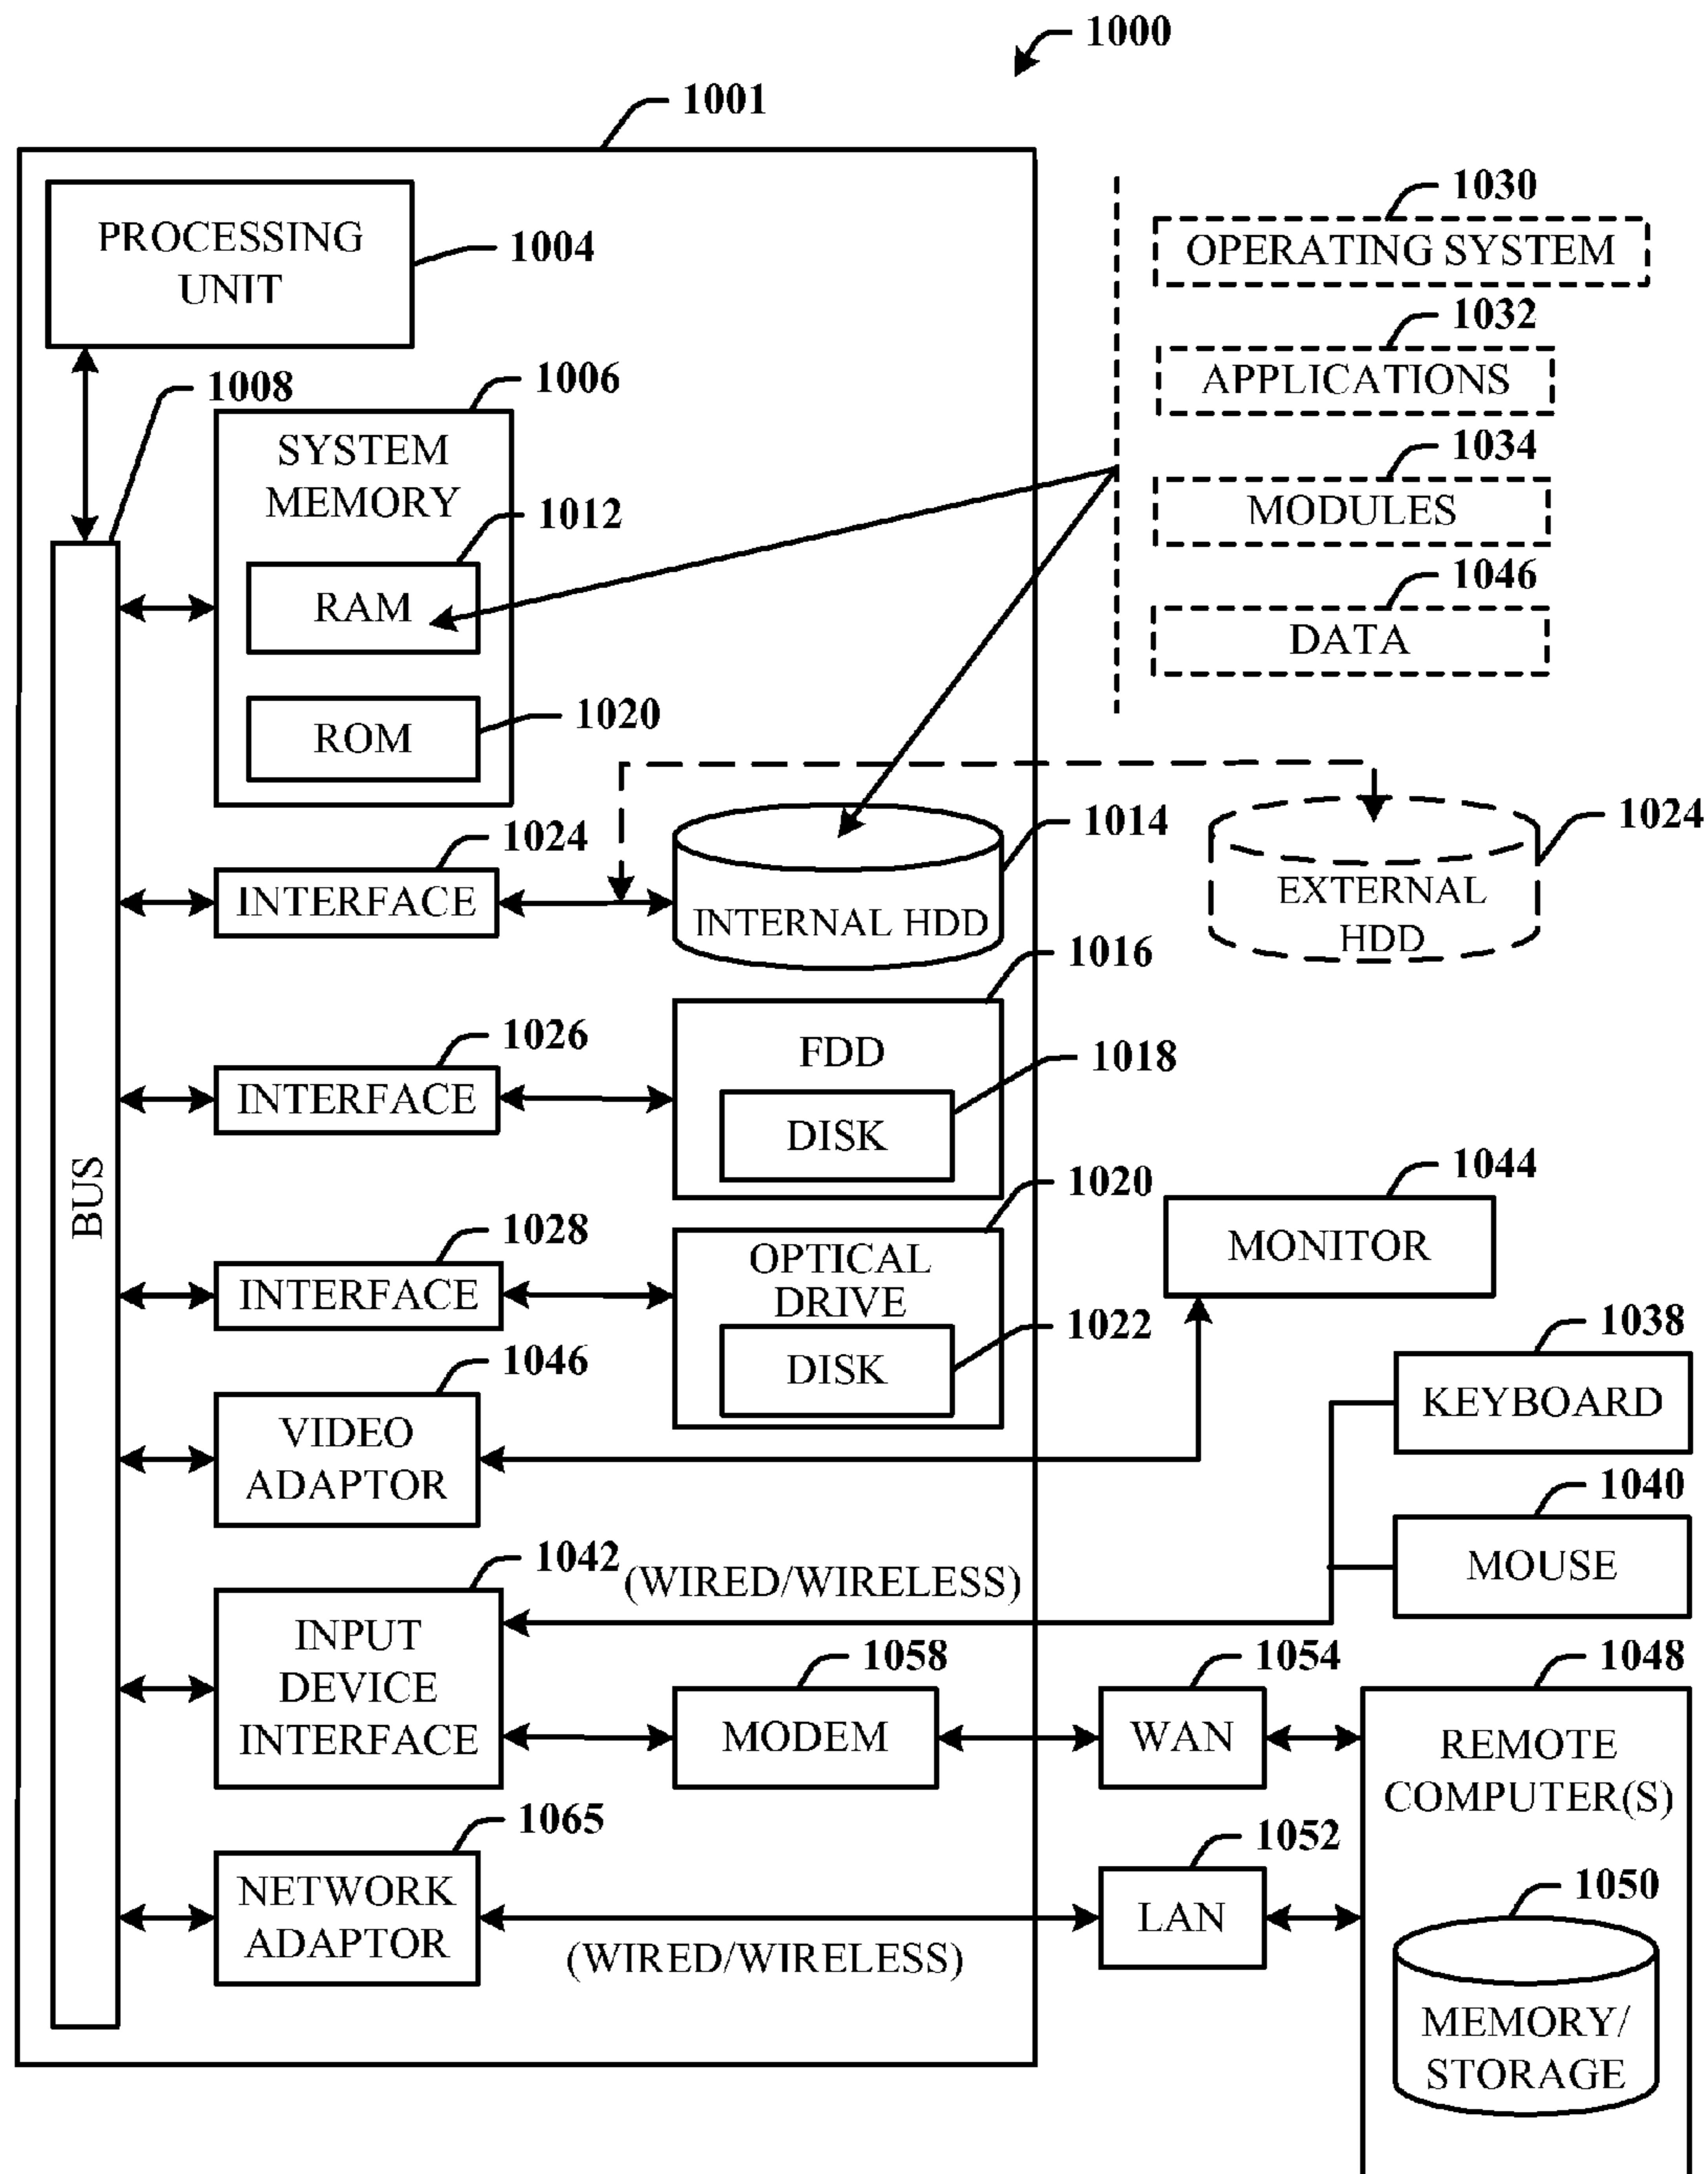 1000
1001
PROCESSING
UNIT
1004
1030
OPERATING SYSTEM
1032
APPLICATIONS
1034
MODULES
1046
DATA
1008
1006
SYSTEM
MEMORY
1012
RAM
1020
ROM
1024
INTERFACE
1014
INTERNAL HDD
1024
EXTERNAL
HDD
1026
INTERFACE
1016
FDD
1018
DISK
BUS
1028
INTERFACE
1020
OPTICAL
DRIVE
1022
DISK
1044
MONITOR
1046
VIDEO
ADAPTOR
1038
KEYBOARD
1040
MOUSE
1042
(WIRED/WIRELESS)
INPUT
DEVICE
INTERFACE
1058
MODEM
1054
WAN
1048
REMOTE
COMPUTER(S)
1065
NETWORK
ADAPTOR
(WIRED/WIRELESS)
1052
LAN
1050
MEMORY/
STORAGE